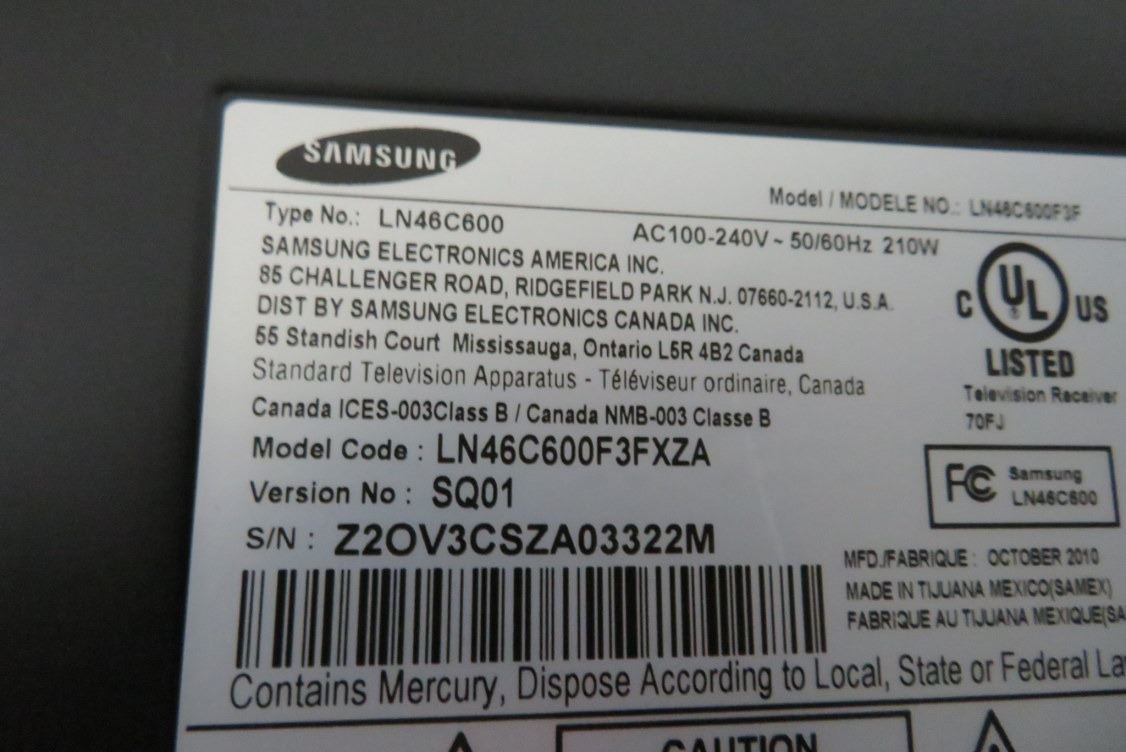 SAMSUNG
Model / MODELE NO.: LN46C600F3F
Type No.: LN46C600
AC100-240V ~ 50/60Hz 210W
SAMSUNG ELECTRONICS AMERICA INC.
85 CHALLENGER ROAD, RIDGEFIELD PARK N.J. 07660-2112, U.S.A.
DIST BY SAMSUNG ELECTRONICS CANADA INC.
55 Standish Court Mississauga, Ontario L5R 4B2 Canada
Standard Television Apparatus - Téléviseur ordinaire, Canada
Canada ICES-003Class B / Canada NMB-003 Classe B
Model Code : LN46C600F3FXZA
Version No : SQ01
S/N : Z2OV3CSZA03322M
C UL ® US
LISTED
Television Receiver
70FJ
FC Samsung
LN46C600
MFD./FABRIQUE : OCTOBER 2010
MADE IN TIJUANA MEXICO(SAMEX)
FABRIQUE AU TIJUANA MEXIQUE(SA
Contains Mercury, Dispose According to Local, State or Federal La
CAUTION